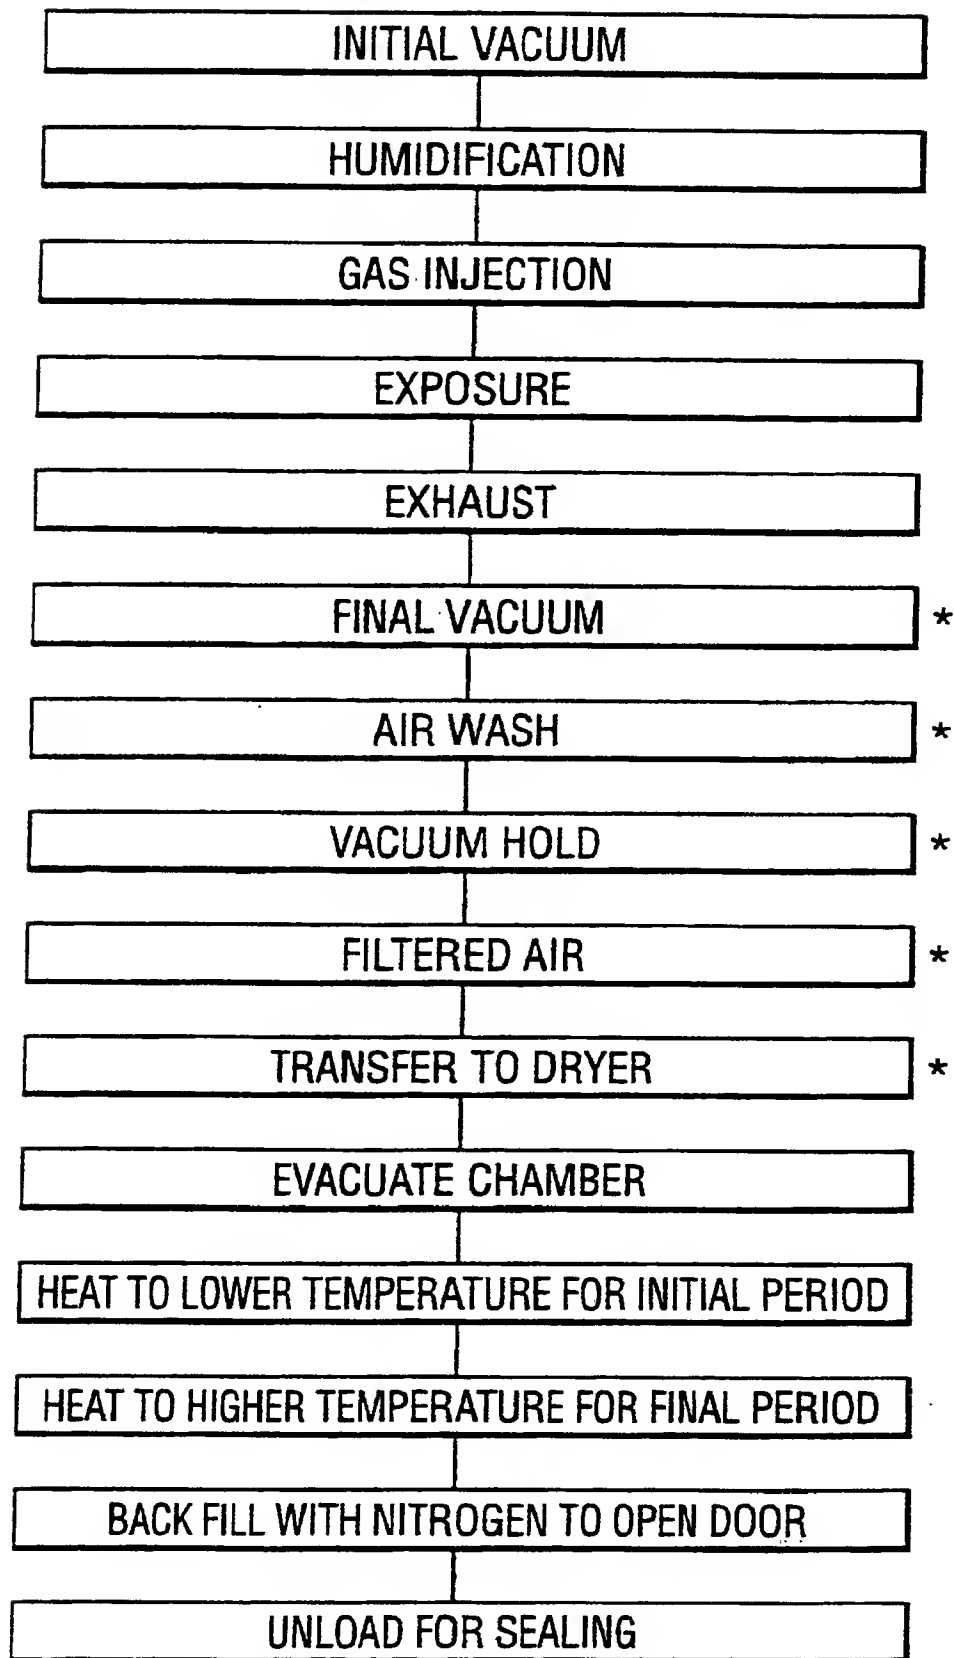 INITIAL VACUUM
HUMIDIFICATION
GAS INJECTION
EXPOSURE
EXHAUST
FINAL VACUUM *
AIR WASH *
VACUUM HOLD *
FILTERED AIR *
TRANSFER TO DRYER *
EVACUATE CHAMBER
HEAT TO LOWER TEMPERATURE FOR INITIAL PERIOD
HEAT TO HIGHER TEMPERATURE FOR FINAL PERIOD
BACK FILL WITH NITROGEN TO OPEN DOOR
UNLOAD FOR SEALING